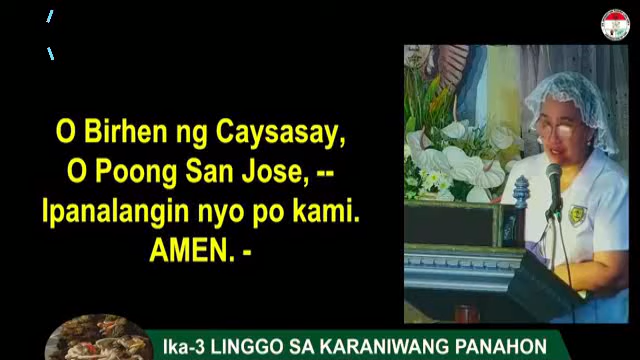 O Birhen ng Caysasay,
O Poong San Jose, --
Ipanalangin nyo po kami.
AMEN. -
Ika-3 LINGGO SA KARANIWANG PANAHON